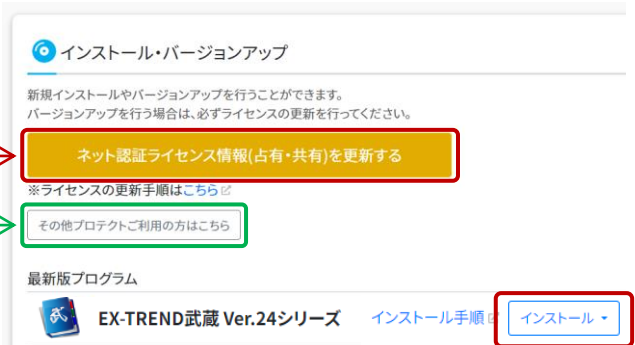 インストール・バージョンアップ
新規インストールやバージョンアップを行うことができます。
バージョンアップを行う場合は、必ずライセンスの更新を行ってください。
ネット認証ライセンス情報(占有・共有)を更新する
※ライセンスの更新手順はこちら
その他プロテクトご利用の方はこちら
最新版プログラム
EX-TREND武蔵 Ver.24シリーズ インストール手順 インストール